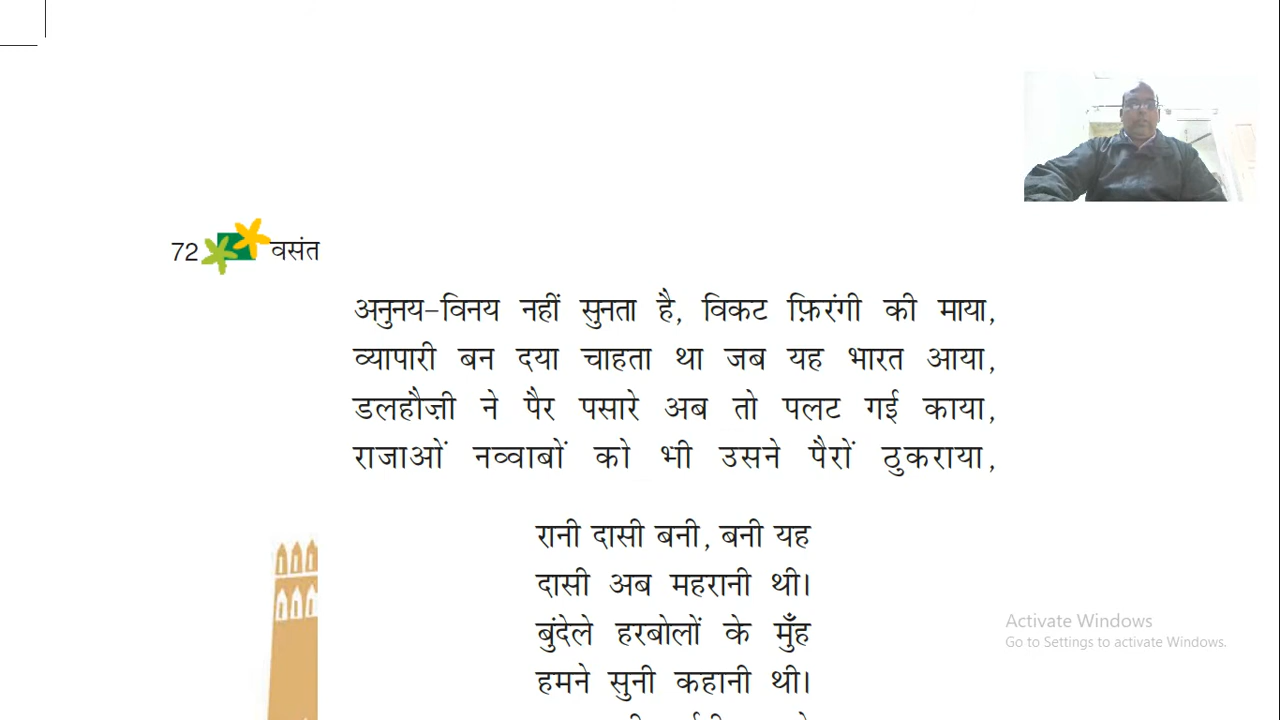 72 वसंत
अनुनय-विनय नहीं सुनता है, विकट फ़िरंगी की माया,
व्यापारी बन दया चाहता था जब यह भारत आया,
डलहौज़ी ने पैर पसारे अब तो पलट गई काया,
राजाओं नव्वाबों को भी उसने पैरों ठुकराया,
रानी दासी बनी, बनी यह
दासी अब महरानी थी।
बुंदेले हरबोलों के मुँह
हमने सुनी कहानी थी।
Activate Windows
Go to Settings to activate Windows.